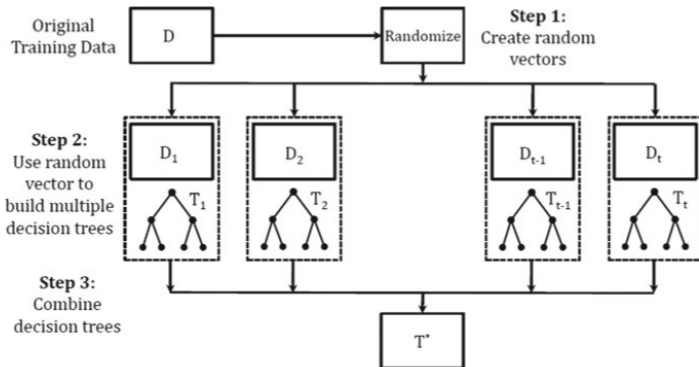 Original
Training Data
D
Randomize
Step 1:
Create random
vectors
Step 2:
Use random
vector to
build multiple
decision trees
D₁
D₂
Dₜ₋₁
Dₜ
T₁
T₂
Tₜ₋₁
Tₜ
Step 3:
Combine
decision trees
T*